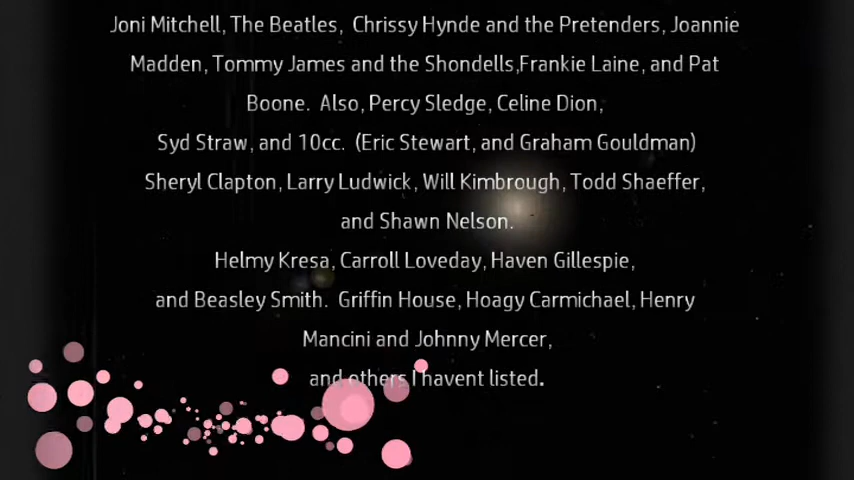 Joni Mitchell, The Beatles,  Chrissy Hynde and the Pretenders, Joannie
Madden, Tommy James and the Shondells,Frankie Laine, and Pat
Boone.  Also, Percy Sledge, Celine Dion,
Syd Straw, and 10cc.  (Eric Stewart, and Graham Gouldman)
Sheryl Clapton, Larry Ludwick, Will Kimbrough, Todd Shaeffer,
and Shawn Nelson.
Helmy Kresa, Carroll Loveday, Haven Gillespie,
and Beasley Smith.  Griffin House, Hoagy Carmichael, Henry
Mancini and Johnny Mercer,
and others I havent listed.